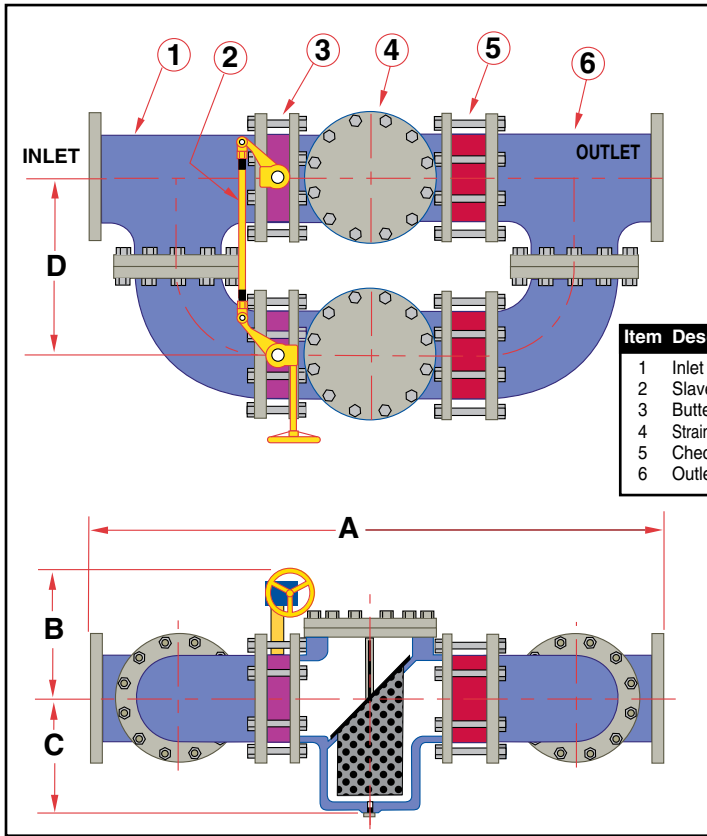 1 2 3 4 5 6
INLET OUTLET
D
Item Des
1 Inlet
2 Slave
3 Butte
4 Strain
5 Chec
6 Outle
A
B
C